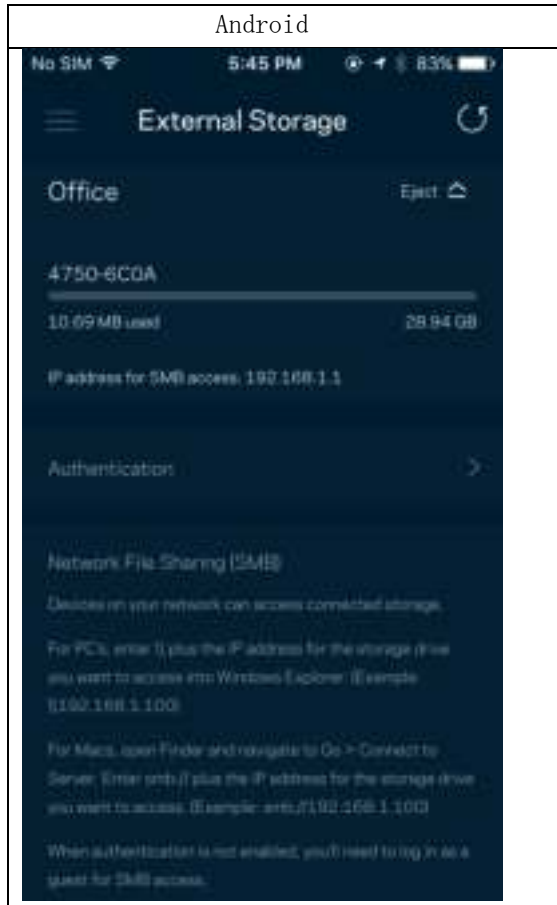 Android
No SIM 5:45 PM 83%
External Storage
Office Eject
4750-6C0A
10.69 MB used 28.94 GB
IP address for SMB access: 192.168.1.1
Authentication
Network File Sharing (SMB)
Devices on your network can access connected storage.
For PCs, enter \\ plus the IP address for the storage drive
you want to access into Windows Explorer. (Example:
\\192.168.1.100)
For Macs, open Finder and navigate to Go > Connect to
Server. Enter smb:// plus the IP address for the storage drive
you want to access. (Example: smb://192.168.1.100)
When authentication is not enabled, you'll need to log in as a
guest for SMB access.